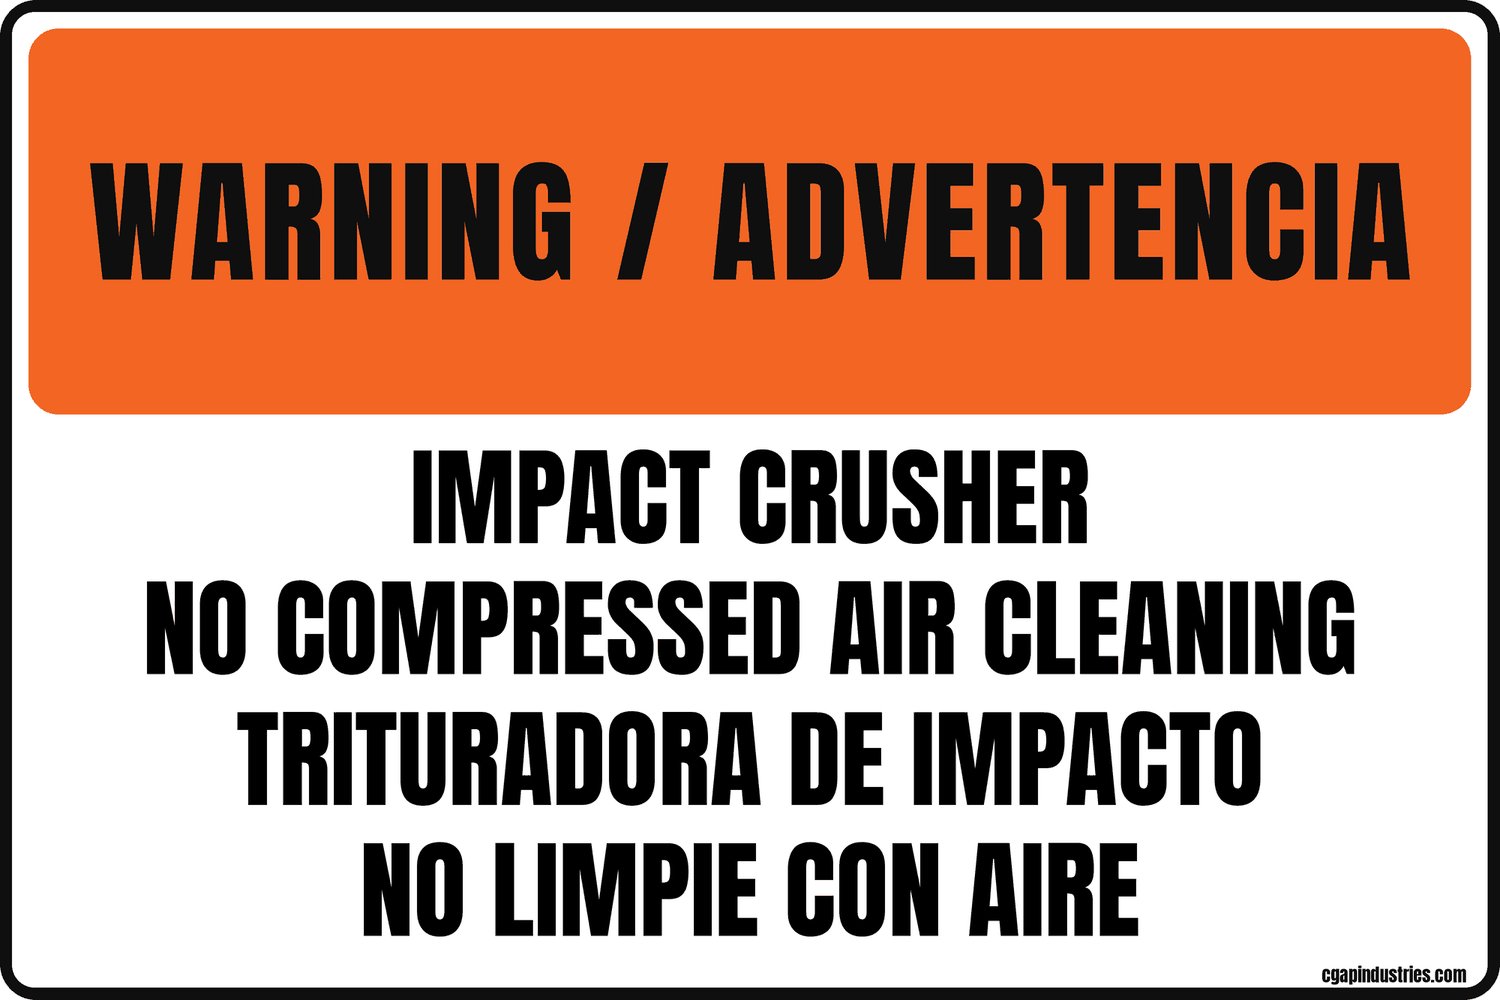 WARNING / ADVERTENCIA
IMPACT CRUSHER
NO COMPRESSED AIR CLEANING
TRITURADORA DE IMPACTO
NO LIMPIE CON AIRE
cgapindustries.com